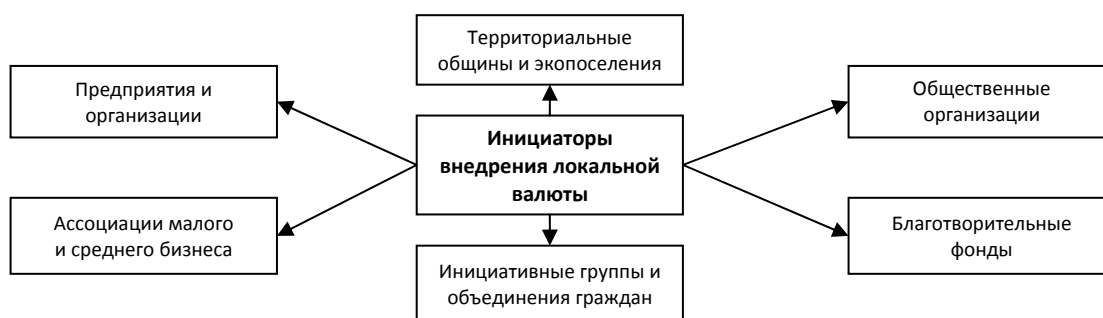 Территориальные
общины и экопоселения
Предприятия и
организации
Общественные
организации
Инициаторы
внедрения локальной
валюты
Ассоциации малого
и среднего бизнеса
Благотворительные
фонды
Инициативные группы и
объединения граждан